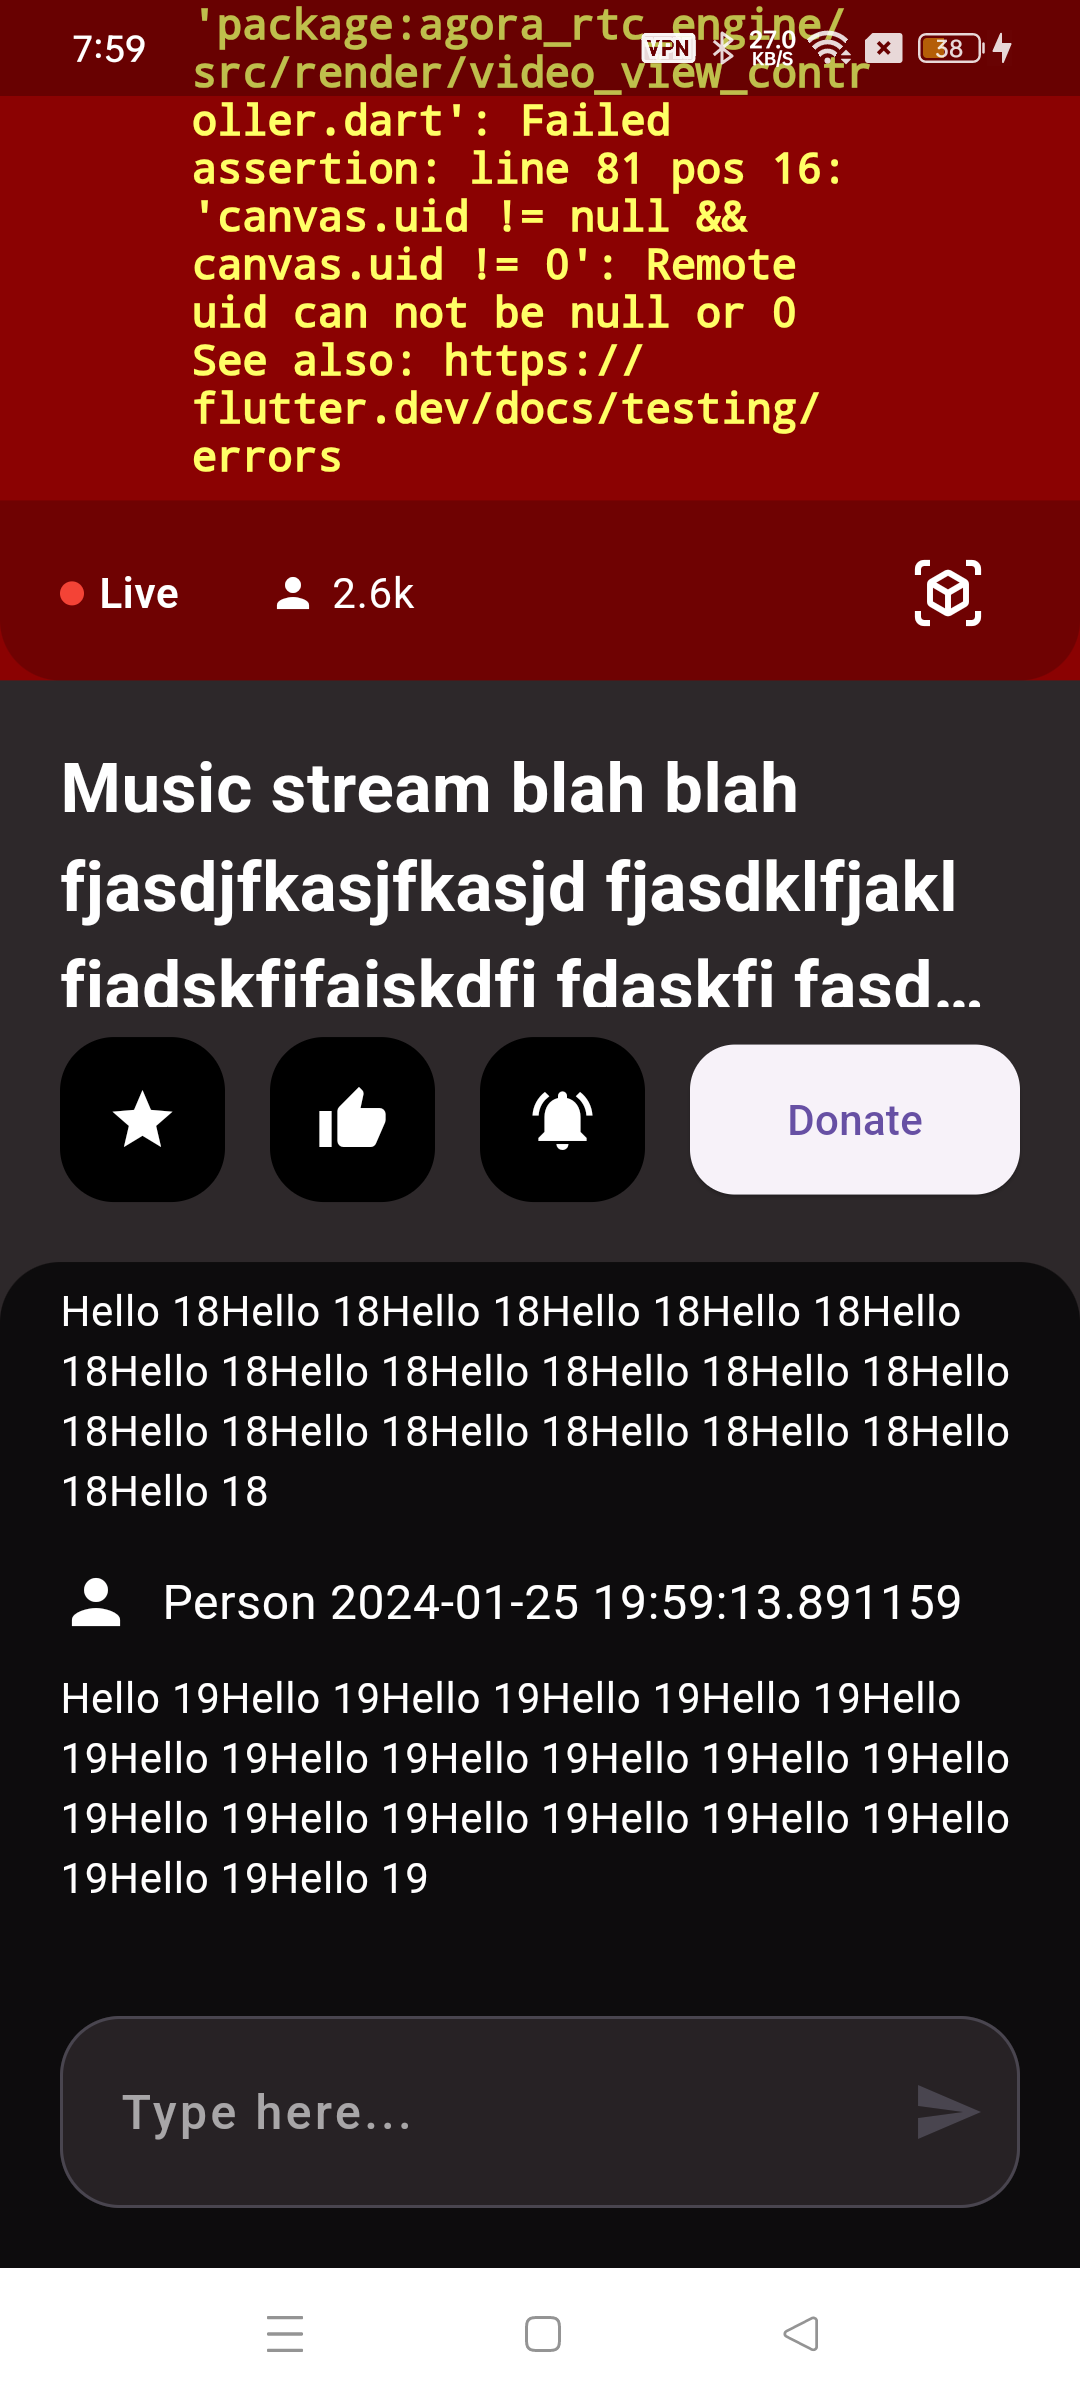 'package:agora_rtc_engine/
7:59
VPN
27.0
KB/S
38
src/render/video_view_contr
oller.dart': Failed
assertion: line 81 pos 16:
'canvas.uid != null &&
canvas.uid != 0': Remote
uid can not be null or 0
See also: https://
flutter.dev/docs/testing/
errors
Live
2.6k
Music stream blah blah
fjasdjfkasjfkasjd fjasdklfjakl
fjadskfjfajskdfj fdaskfj fasd...
Donate
Hello 18Hello 18Hello 18Hello 18Hello 18Hello
18Hello 18Hello 18Hello 18Hello 18Hello 18Hello
18Hello 18Hello 18Hello 18Hello 18Hello 18Hello
18Hello 18
Person 2024-01-25 19:59:13.891159
Hello 19Hello 19Hello 19Hello 19Hello 19Hello
19Hello 19Hello 19Hello 19Hello 19Hello 19Hello
19Hello 19Hello 19Hello 19Hello 19Hello 19Hello
19Hello 19Hello 19
Type here...